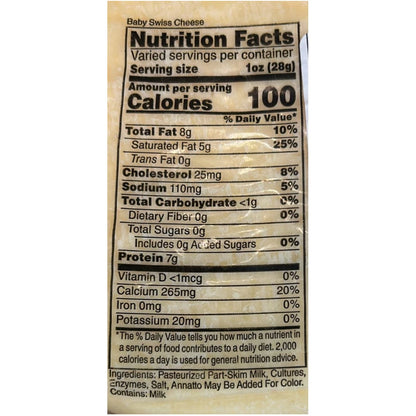 Baby Swiss Cheese
Nutrition Facts
Varied servings per container
Serving size 1oz (28g)
Amount per serving
Calories 100
% Daily Value*
Total Fat 8g 10%
Saturated Fat 5g 25%
Trans Fat 0g
Cholesterol 25mg 8%
Sodium 110mg 5%
Total Carbohydrate <1g 0%
Dietary Fiber 0g 0%
Total Sugars 0g
Includes 0g Added Sugars 0%
Protein 7g
Vitamin D <1mcg 0%
Calcium 265mg 20%
Iron 0mg 0%
Potassium 20mg 0%
*The % Daily Value tells you how much a nutrient in
a serving of food contributes to a daily diet. 2,000
calories a day is used for general nutrition advice.
Ingredients: Pasteurized Part-Skim Milk, Cultures,
Enzymes, Salt, Annatto May Be Added For Color.
Contains: Milk